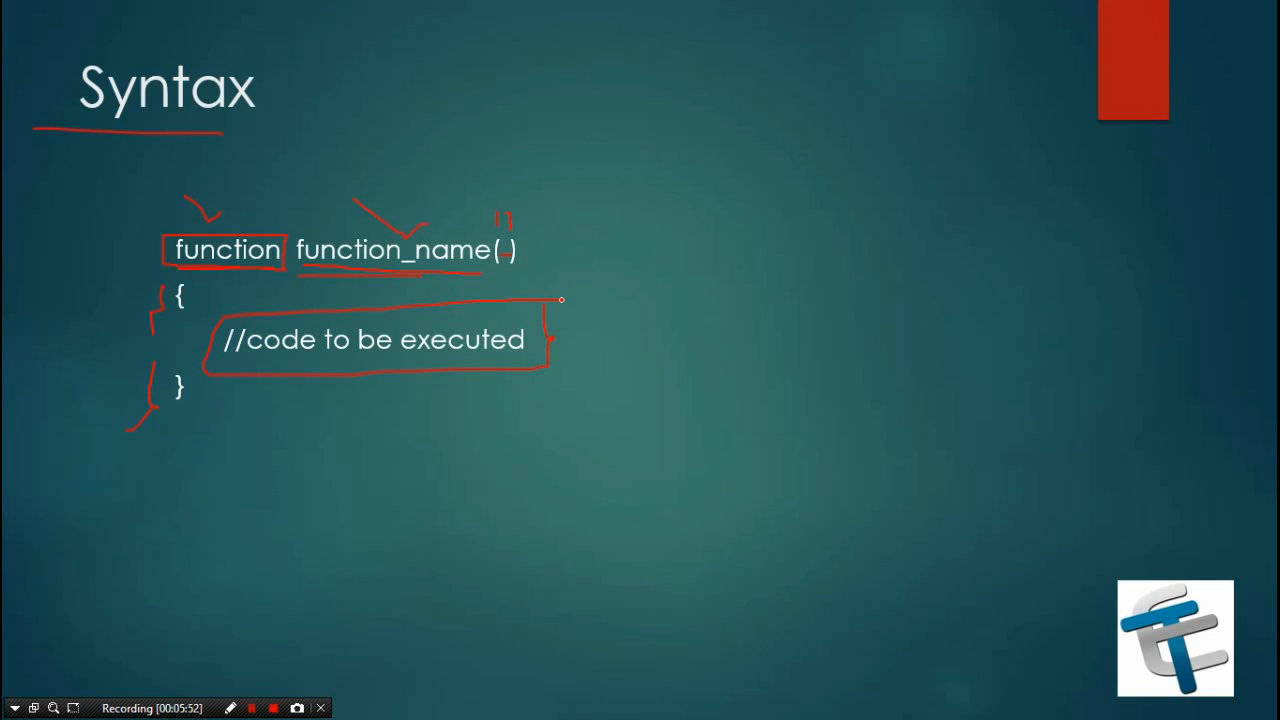 Syntax
function function_name( )
{
//code to be executed
}
Recording [00:05:52]